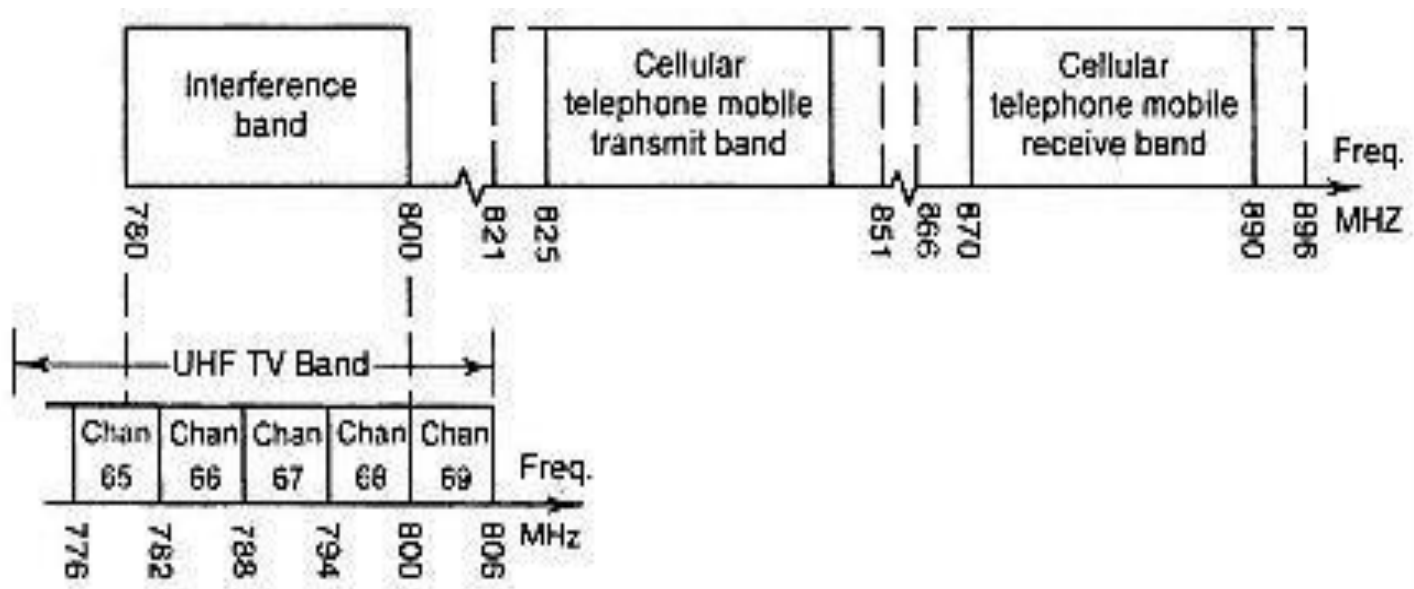 Interference
band
Cellular
telephone mobile
transmit band
Cellular
telephone mobile
receive band
Freq.
MHZ
780
800
821
825
851
866
870
890
896
UHF TV Band
Chan
65
Chan
66
Chan
67
Chan
68
Chan
69
Freq.
MHz
776
782
788
794
800
806